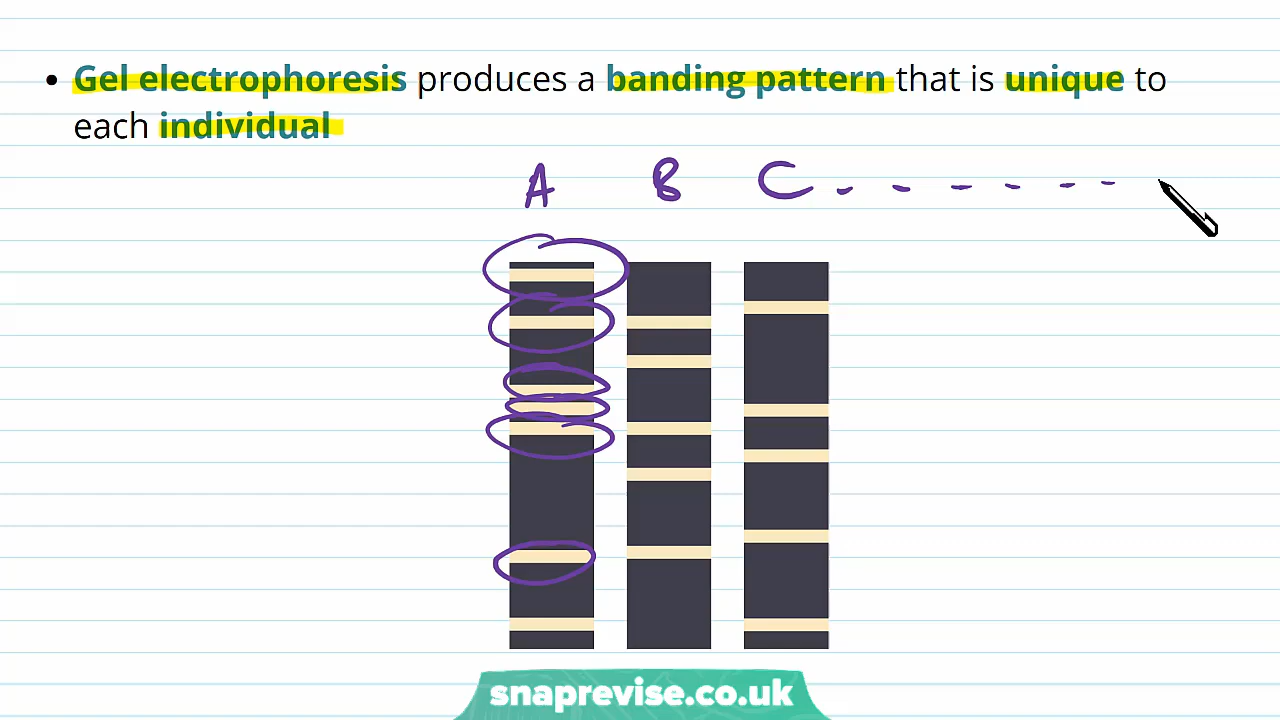 • Gel electrophoresis produces a banding pattern that is unique to
each individual
A B C - - - - - -
snaprevise.co.uk